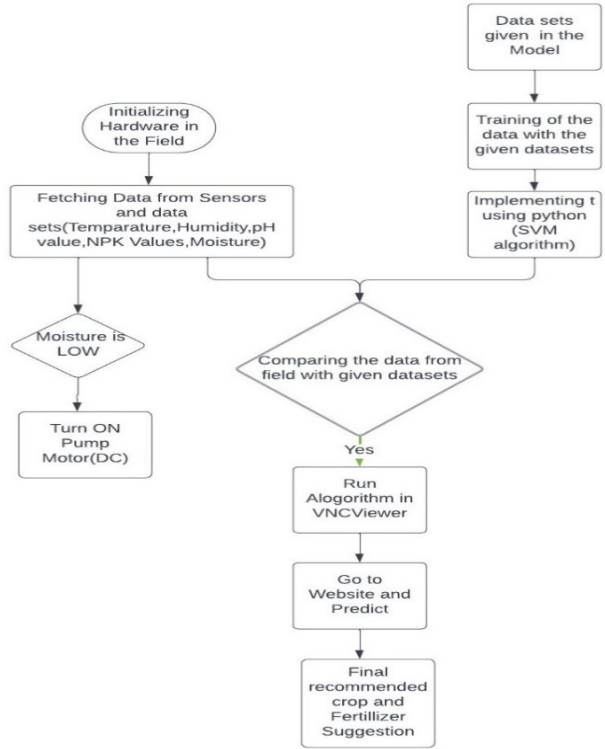 Data sets
given in the
Model
Training of the
data with the
given datasets
Implementing t
using python
(SVM
algorithm)
Initializing
Hardware in
the Field
Fetching Data from Sensors
and data
sets(Temparature,Humidity,pH
value,NPK Values,Moisture)
Moisture is
LOW
Turn ON
Pump
Motor(DC)
Comparing the data from
field with given datasets
Yes
Run
Alogorithm in
VNCViewer
Go to
Website and
Predict
Final
recommended
crop and
Fertillizer
Suggestion